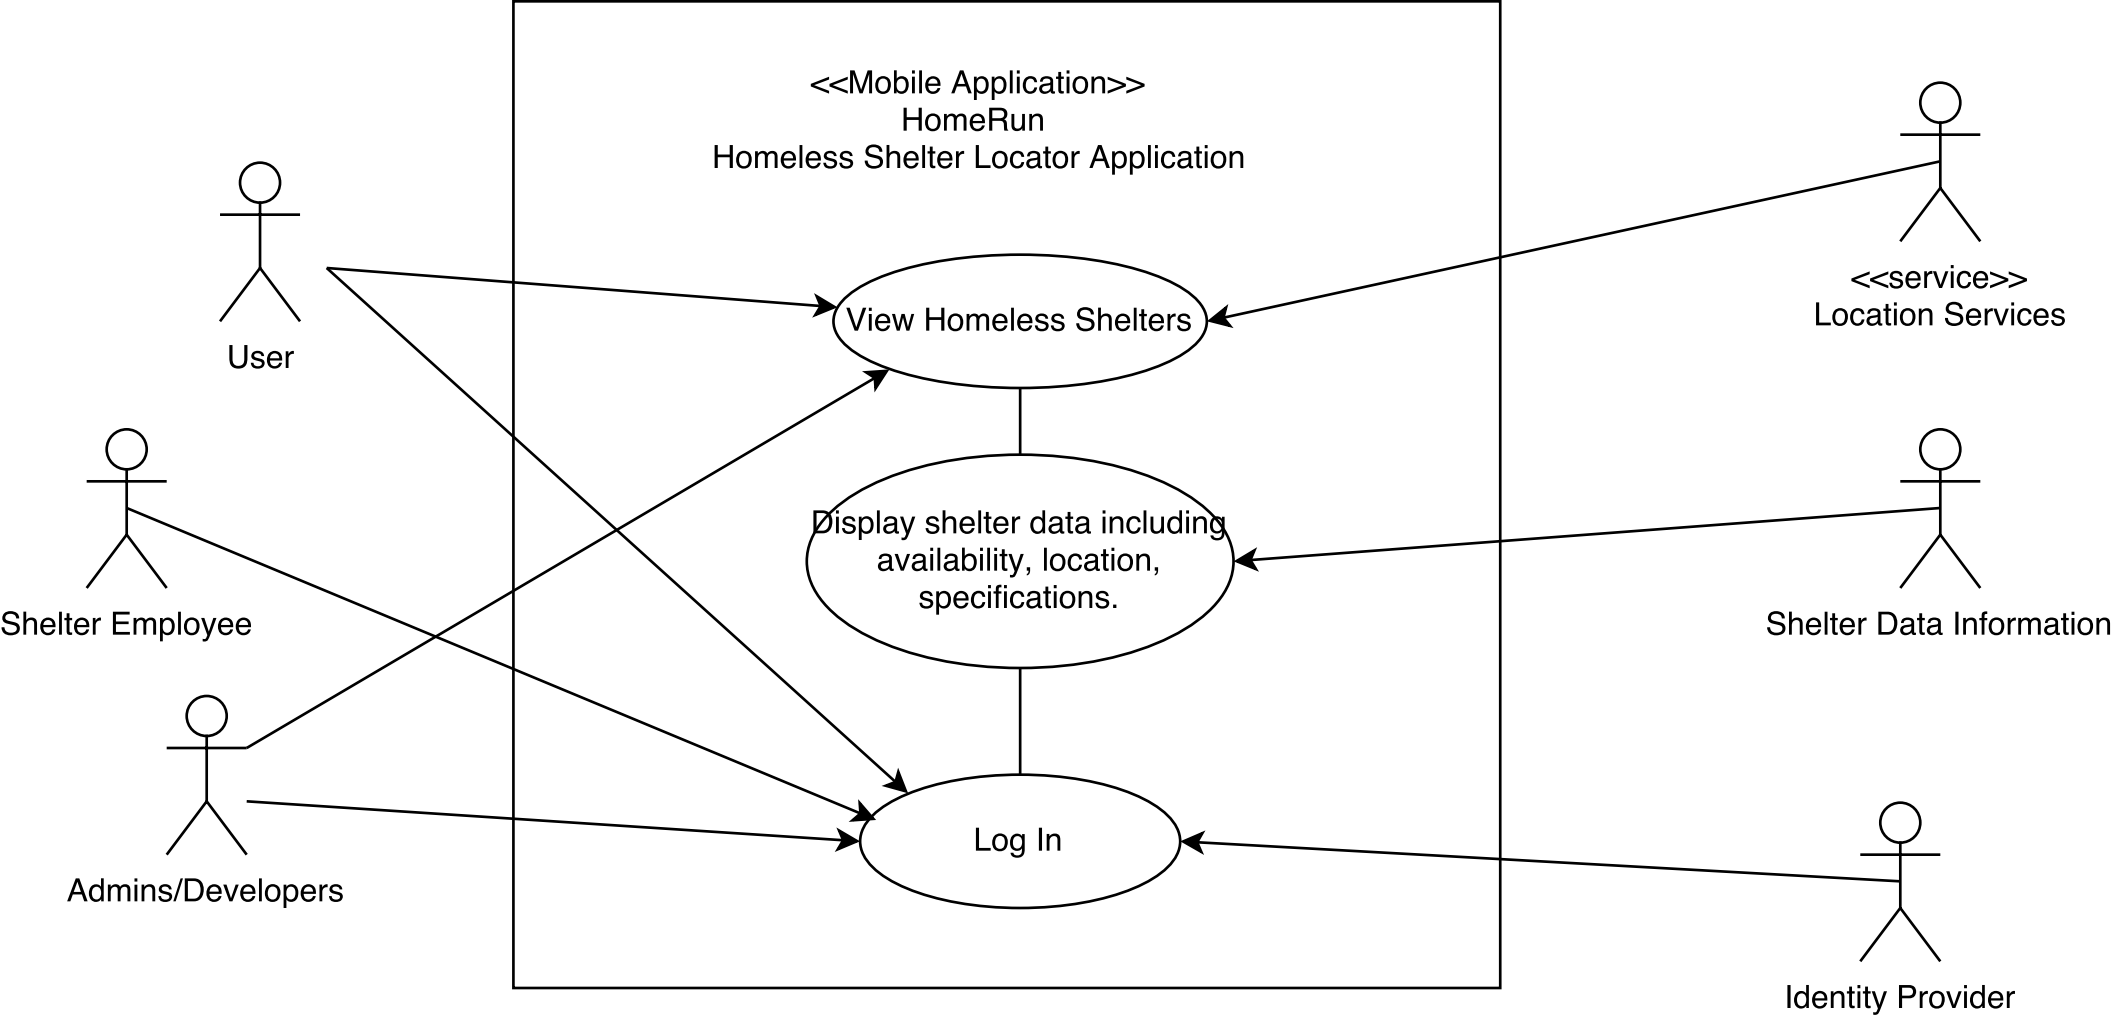 <<Mobile Application>>
HomeRun
Homeless Shelter Locator Application
User
Shelter Employee
Admins/Developers
View Homeless Shelters
Display shelter data including
availability, location,
specifications.
Log In
<<service>>
Location Services
Shelter Data Information
Identity Provider